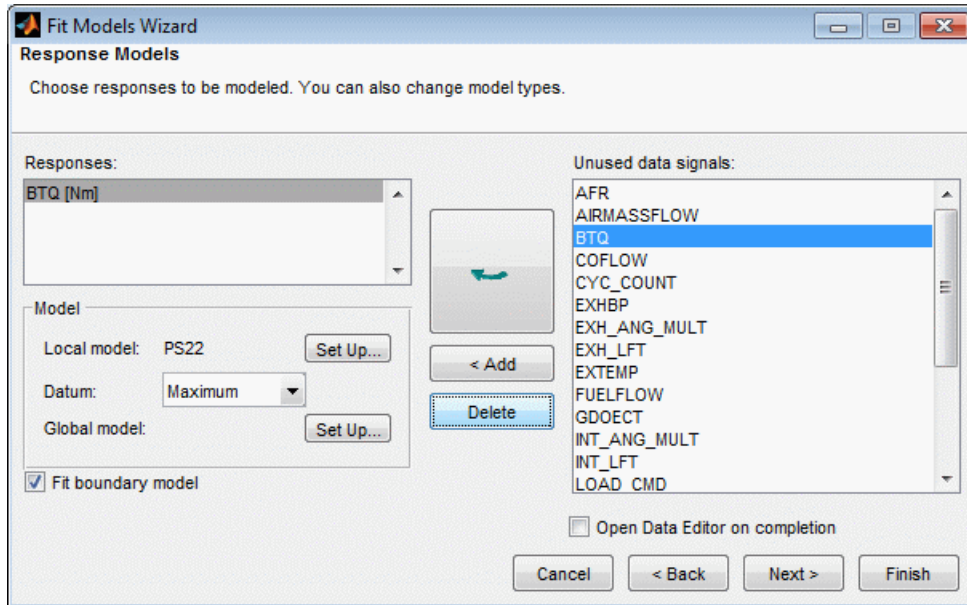 Fit Models Wizard
Response Models
Choose responses to be modeled. You can also change model types.
Responses:
BTQ [Nm]
Model
Local model: PS22 Set Up...
Datum: Maximum
Global model: Set Up...
Fit boundary model
< Add
Delete
Unused data signals:
AFR
AIRMASSFLOW
BTQ
COFLOW
CYC_COUNT
EXHBP
EXH_ANG_MULT
EXH_LFT
EXTEMP
FUELFLOW
GDOECT
INT_ANG_MULT
INT_LFT
LOAD_CMD
Open Data Editor on completion
Cancel < Back Next > Finish